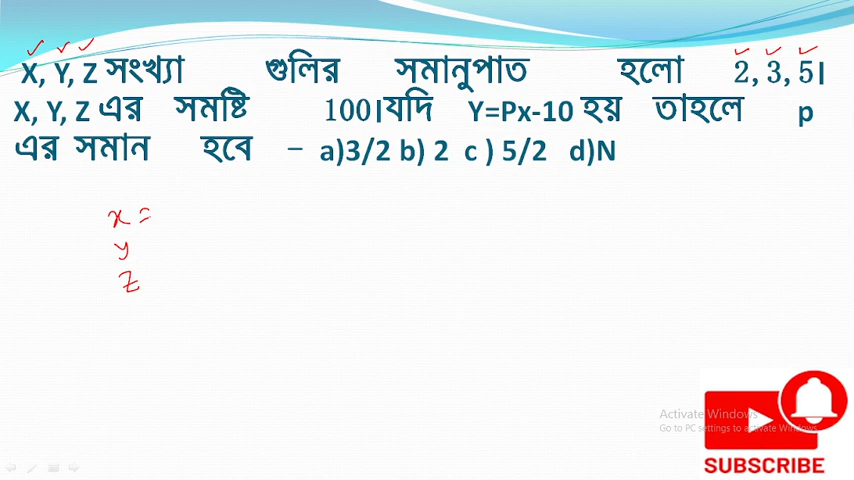 X, Y, Z সংখ্যা গুলির সমানুপাত হলো 2, 3, 5।
X, Y, Z এর সমষ্টি 100।যদি Y=Px-10 হয় তাহলে p
এর সমান হবে – a)3/2 b) 2 c ) 5/2 d)N
x =
y
z
Activate Windows
Go to PC settings to activate Windows.
SUBSCRIBE